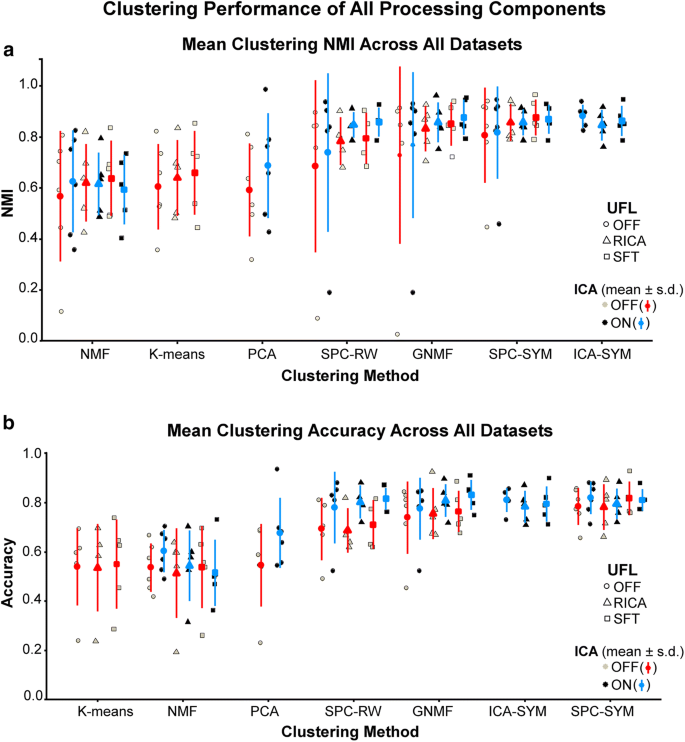 Clustering Performance of All Processing Components
a
Mean Clustering NMI Across All Datasets
1.0
0.8
0.6
0.4
0.2
0.0
NMI
UFL
OFF
RICA
SFT
ICA (mean ± s.d.)
OFF( )
ON( )
NMF K-means PCA SPC-RW GNMF SPC-SYM ICA-SYM
Clustering Method
b
Mean Clustering Accuracy Across All Datasets
1.0
0.8
0.6
0.4
0.2
0.0
Accuracy
UFL
OFF
RICA
SFT
ICA (mean ± s.d.)
OFF( )
ON( )
K-means NMF PCA SPC-RW GNMF ICA-SYM SPC-SYM
Clustering Method